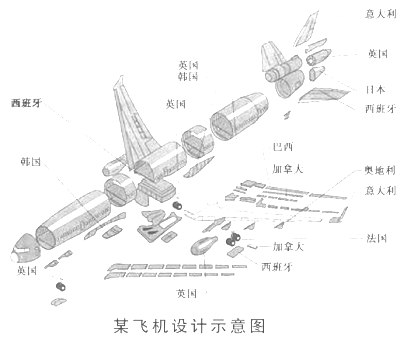 意大利
英国
英国
韩国
日本
西班牙
西班牙
英国
巴西
韩国
加拿大
奥地利
意大利
法国
加拿大
英国
西班牙
英国
某飞机设计示意图